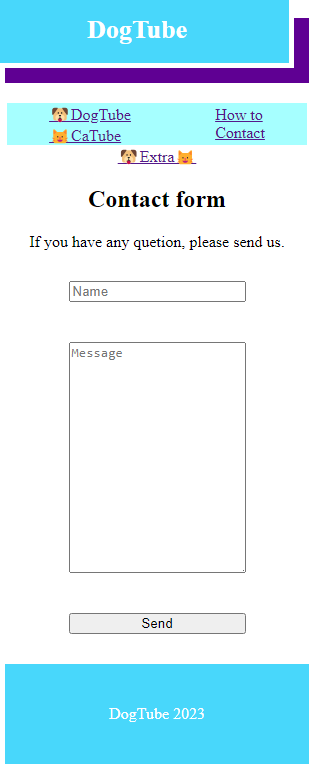 DogTube
🐶DogTube
🐱CaTube
How to
Contact
🐶Extra🐱
Contact form
If you have any quetion, please send us.
Name
Message
Send
DogTube 2023